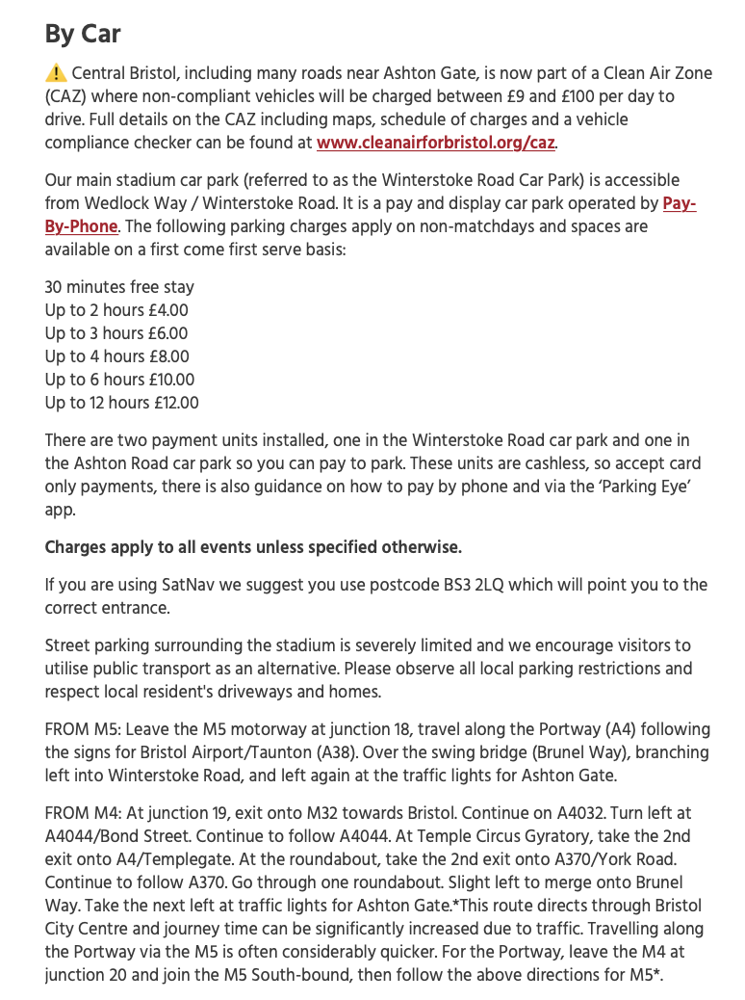 By Car
⚠️ Central Bristol, including many roads near Ashton Gate, is now part of a Clean Air Zone
(CAZ) where non-compliant vehicles will be charged between £9 and £100 per day to
drive. Full details on the CAZ including maps, schedule of charges and a vehicle
compliance checker can be found at www.cleanairforbristol.org/caz.
Our main stadium car park (referred to as the Winterstoke Road Car Park) is accessible
from Wedlock Way / Winterstoke Road. It is a pay and display car park operated by Pay-
By-Phone. The following parking charges apply on non-matchdays and spaces are
available on a first come first serve basis:
30 minutes free stay
Up to 2 hours £4.00
Up to 3 hours £6.00
Up to 4 hours £8.00
Up to 6 hours £10.00
Up to 12 hours £12.00
There are two payment units installed, one in the Winterstoke Road car park and one in
the Ashton Road car park so you can pay to park. These units are cashless, so accept card
only payments, there is also guidance on how to pay by phone and via the ‘Parking Eye’
app.
Charges apply to all events unless specified otherwise.
If you are using SatNav we suggest you use postcode BS3 2LQ which will point you to the
correct entrance.
Street parking surrounding the stadium is severely limited and we encourage visitors to
utilise public transport as an alternative. Please observe all local parking restrictions and
respect local resident's driveways and homes.
FROM M5: Leave the M5 motorway at junction 18, travel along the Portway (A4) following
the signs for Bristol Airport/Taunton (A38). Over the swing bridge (Brunel Way), branching
left into Winterstoke Road, and left again at the traffic lights for Ashton Gate.
FROM M4: At junction 19, exit onto M32 towards Bristol. Continue on A4032. Turn left at
A4044/Bond Street. Continue to follow A4044. At Temple Circus Gyratory, take the 2nd
exit onto A4/Templegate. At the roundabout, take the 2nd exit onto A370/York Road.
Continue to follow A370. Go through one roundabout. Slight left to merge onto Brunel
Way. Take the next left at traffic lights for Ashton Gate.*This route directs through Bristol
City Centre and journey time can be significantly increased due to traffic. Travelling along
the Portway via the M5 is often considerably quicker. For the Portway, leave the M4 at
junction 20 and join the M5 South-bound, then follow the above directions for M5*.